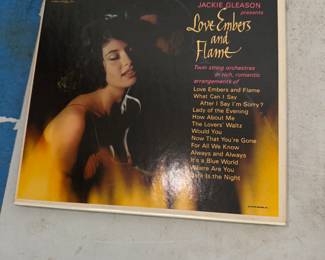 JACKIE GLEASON
presents
Love Embers
and
Flame
Twin string orchestras
in rich, romantic
arrangements of
Love Embers and Flame
What Can I Say
After I Say I'm Sorry?
Lady of the Evening
How About Me
The Lovers' Waltz
Would You
Now That You're Gone
For All We Know
Always and Always
It's a Blue World
Where Are You
is the Night